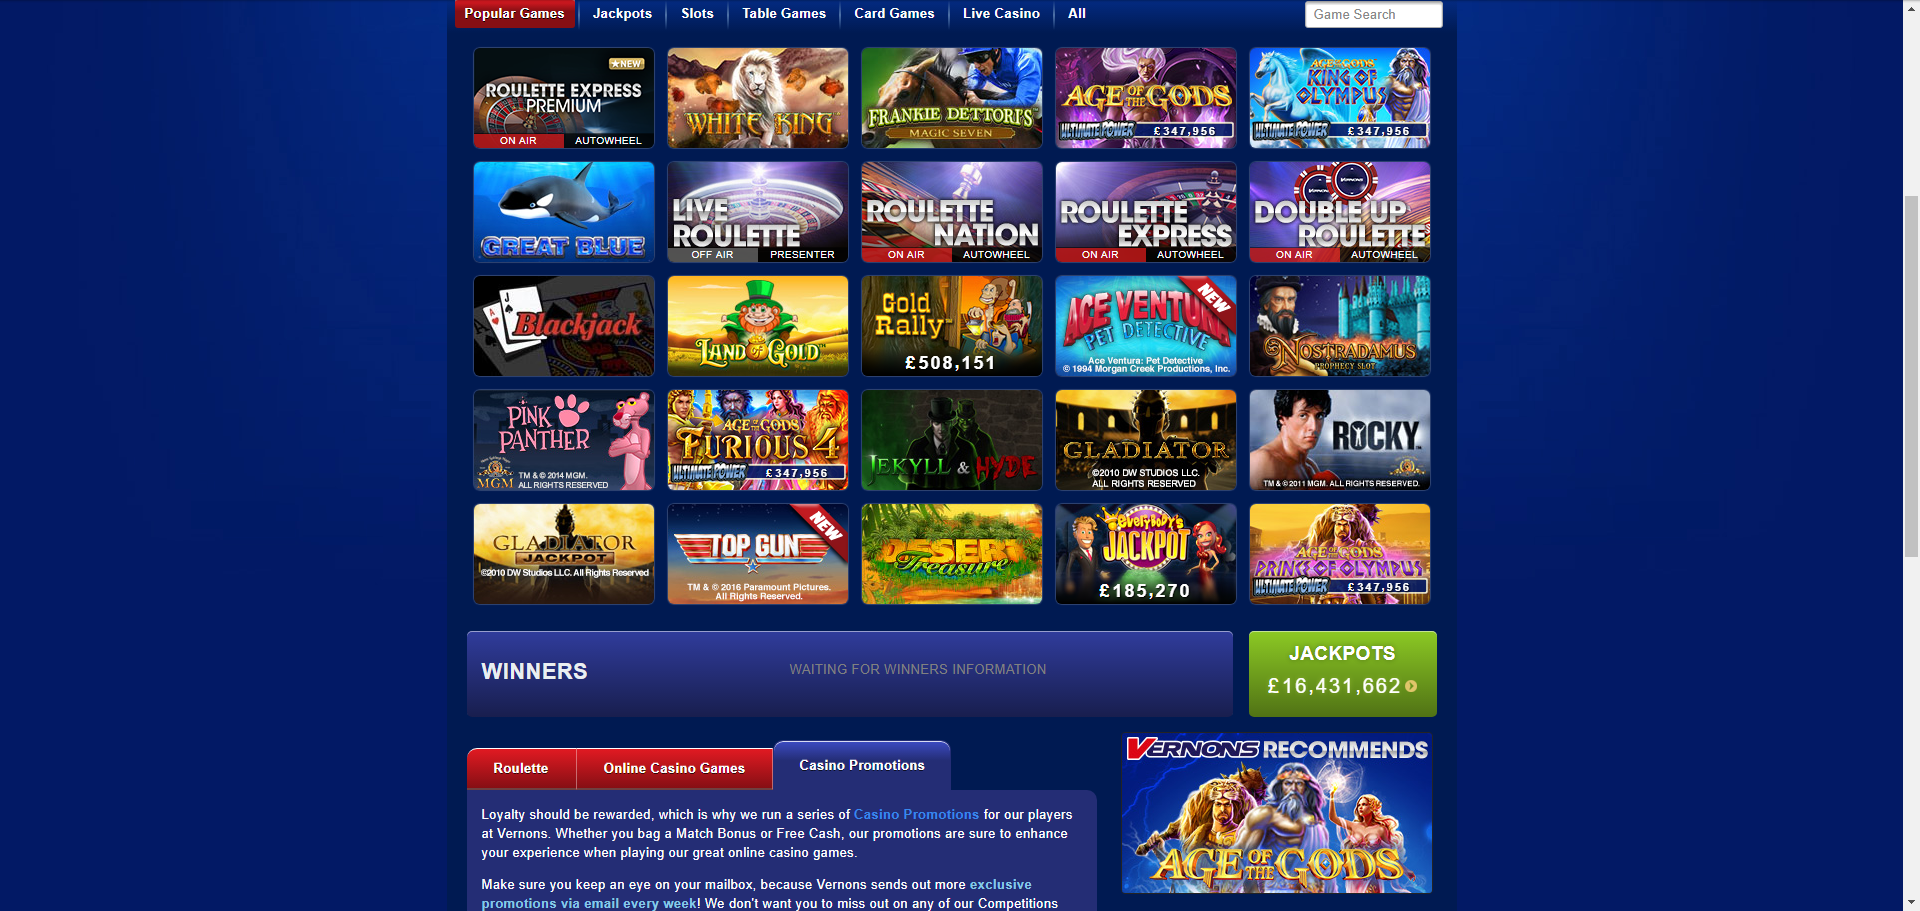 Popular Games
Jackpots
Slots
Table Games
Card Games
Live Casino
All
Game Search
NEW
ROULETTE EXPRESS
PREMIUM
ON AIR
AUTOWHEEL
WHITE KING
FRANKIE DETTORI'S
MAGIC SEVEN
AGE OF THE GODS
ULTIMATE POWER
£347,956
AGE OF THE GODS
KING OF
OLYMPUS
ULTIMATE POWER
£347,956
GREAT BLUE
LIVE
ROULETTE
OFF AIR
PRESENTER
ROULETTE
NATION
ON AIR
AUTOWHEEL
ROULETTE
EXPRESS
ON AIR
AUTOWHEEL
VERNONS
DOUBLE UP
ROULETTE
ON AIR
AUTOWHEEL
J
A
Blackjack
LAND OF GOLD™
Gold
Rally™
£508,151
ACE VENTURA
PET DETECTIVE
NEW
Ace Ventura: Pet Detective
© 1994 Morgan Creek Productions, Inc.
NOSTRADAMUS
PROPHECY SLOT
PINK
PANTHER
MGM
TM & © 2014 MGM.
ALL RIGHTS RESERVED
AGE OF THE GODS
FURIOUS 4
ULTIMATE POWER
£347,956
JEKYLL & HYDE
GLADIATOR
©2010 DW STUDIOS LLC.
ALL RIGHTS RESERVED
ROCKY™
TM & ©2011 MGM. ALL RIGHTS RESERVED.
GLADIATOR
JACKPOT
©2010 DW Studios LLC. All Rights Reserved
TOP GUN
NEW
TM & © 2016 Paramount Pictures.
All Rights Reserved.
DESERT
Treasure
everybody's
JACKPOT
£185,270
AGE OF THE GODS
PRINCE OF OLYMPUS
ULTIMATE POWER
£347,956
WINNERS
WAITING FOR WINNERS INFORMATION
JACKPOTS
£16,431,662
Roulette
Online Casino Games
Casino Promotions
Loyalty should be rewarded, which is why we run a series of Casino Promotions for our players
at Vernons. Whether you bag a Match Bonus or Free Cash, our promotions are sure to enhance
your experience when playing our great online casino games.
Make sure you keep an eye on your mailbox, because Vernons sends out more exclusive
promotions via email every week! We don't want you to miss out on any of our Competitions
VERNONS RECOMMENDS
AGE OF THE GODS